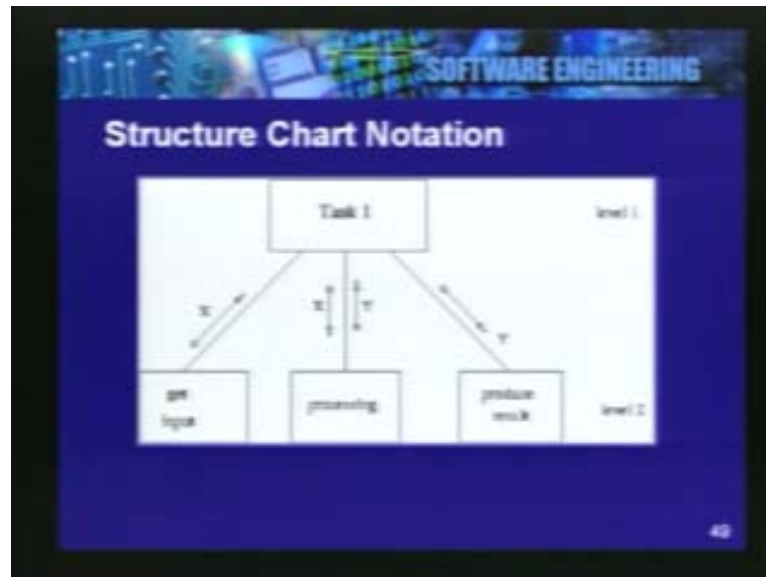 SOFTWARE ENGINEERING
Structure Chart Notation
Task 1
level 1
X
X
Y
Y
get
input
processing
produce
result
level 2
49